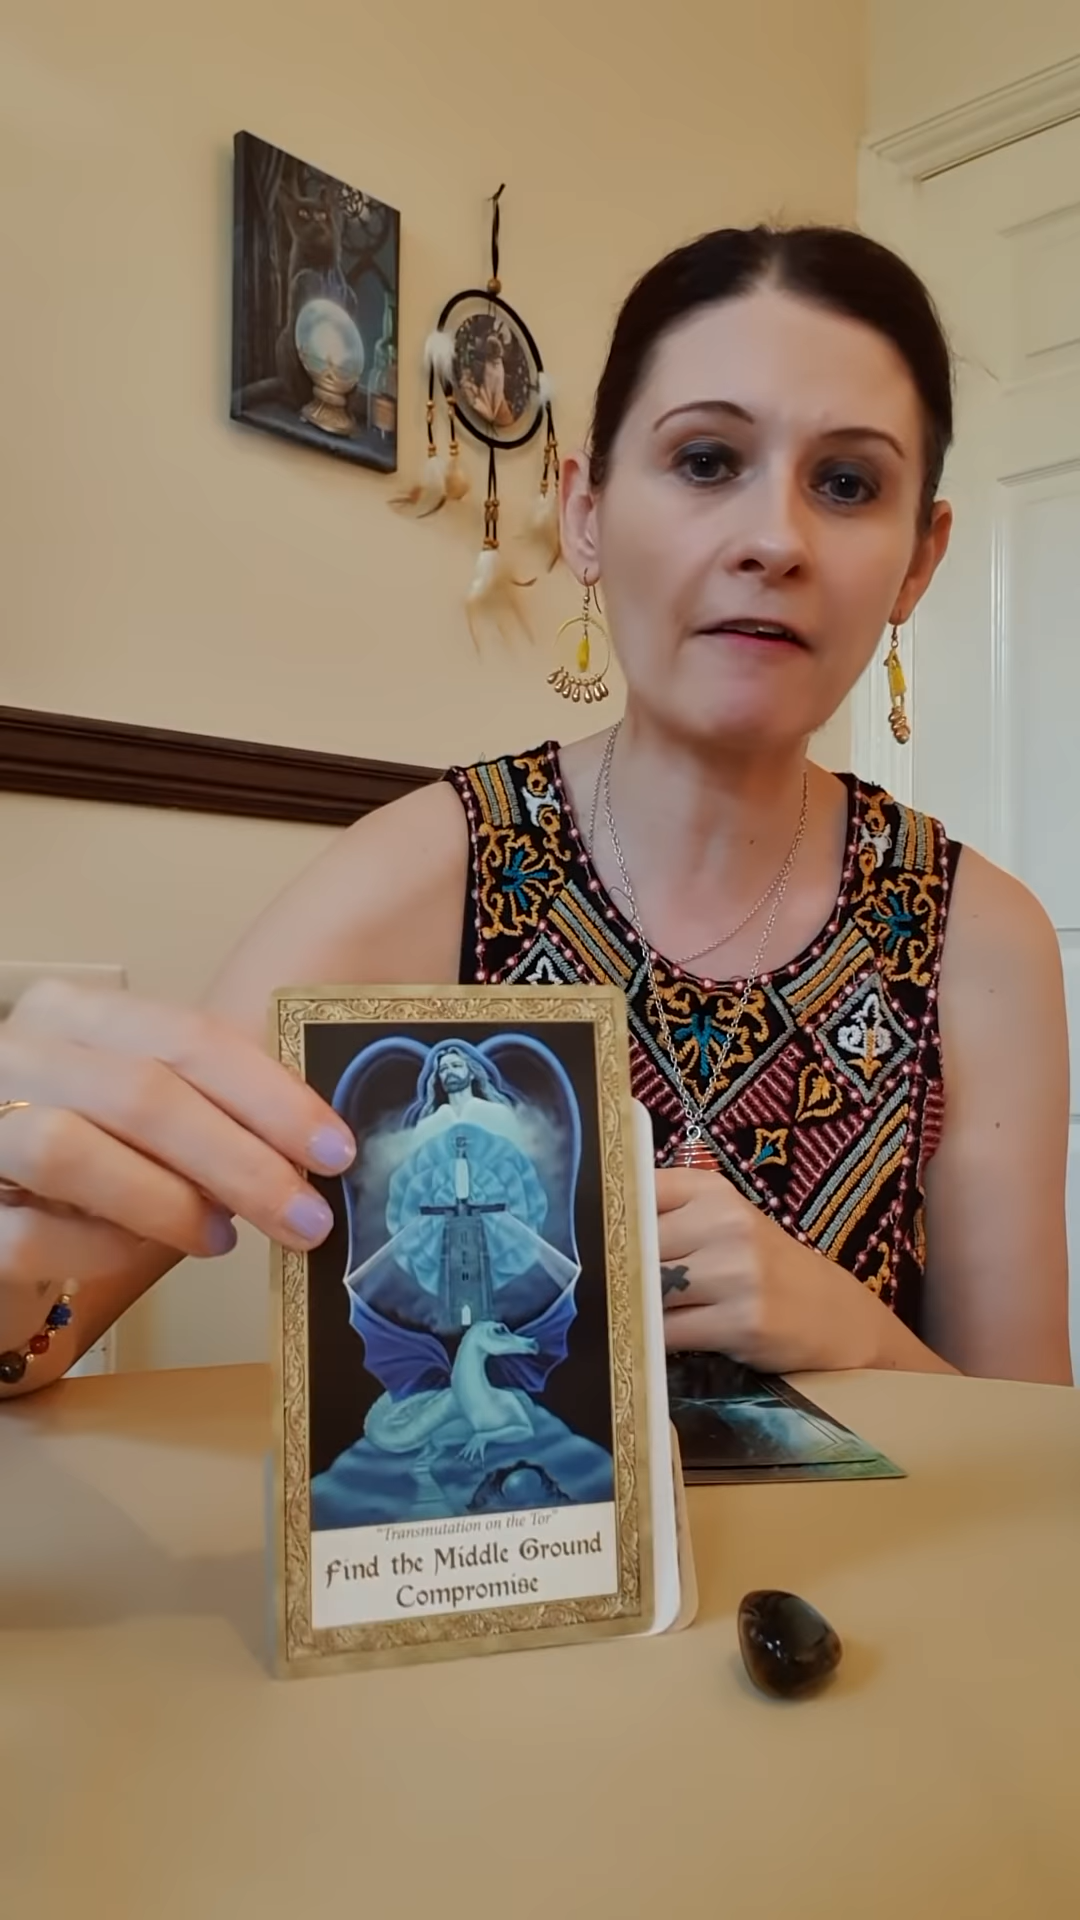 "Transmutation on the Tor"
Find the Middle Ground
Compromise